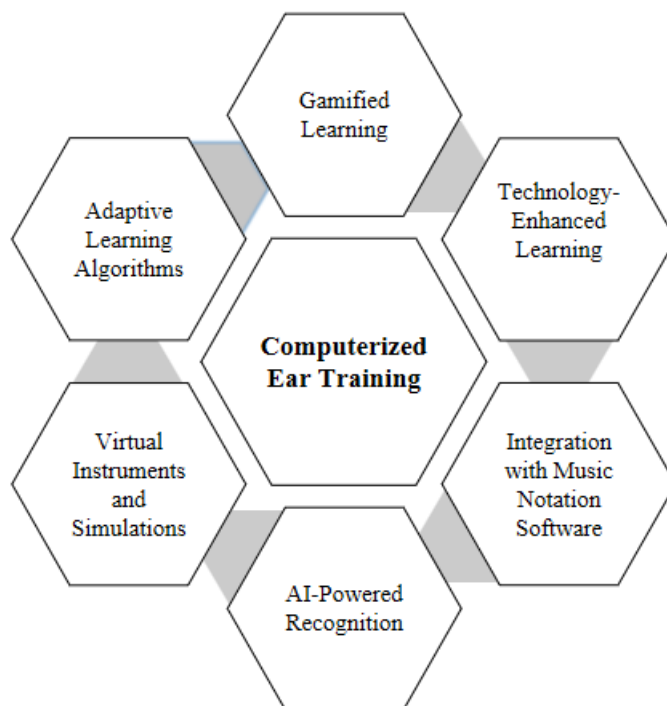 Gamified
Learning
Technology-
Enhanced
Learning
Adaptive
Learning
Algorithms
Computerized
Ear Training
Integration
with Music
Notation
Software
Virtual
Instruments
and
Simulations
AI-Powered
Recognition